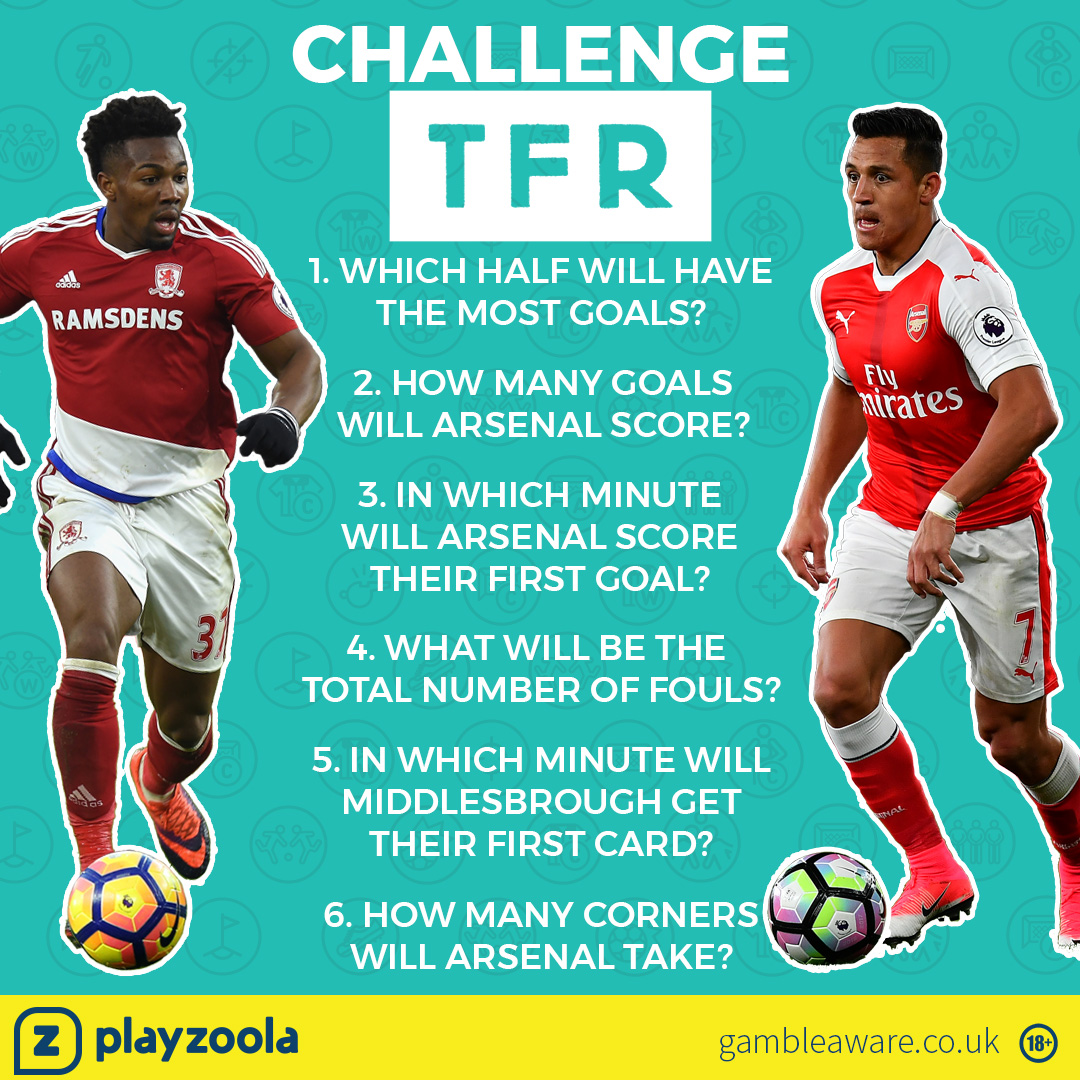 CHALLENGE
TFR
1. WHICH HALF WILL HAVE
THE MOST GOALS?
2. HOW MANY GOALS
WILL ARSENAL SCORE?
3. IN WHICH MINUTE
WILL ARSENAL SCORE
THEIR FIRST GOAL?
4. WHAT WILL BE THE
TOTAL NUMBER OF FOULS?
5. IN WHICH MINUTE WILL
MIDDLESBROUGH GET
THEIR FIRST CARD?
6. HOW MANY CORNERS
WILL ARSENAL TAKE?
adidas
RAMSDENS
37
adidas
Arsenal
Fly
Emirates
7
Z playzoola
gambleaware.co.uk 18+